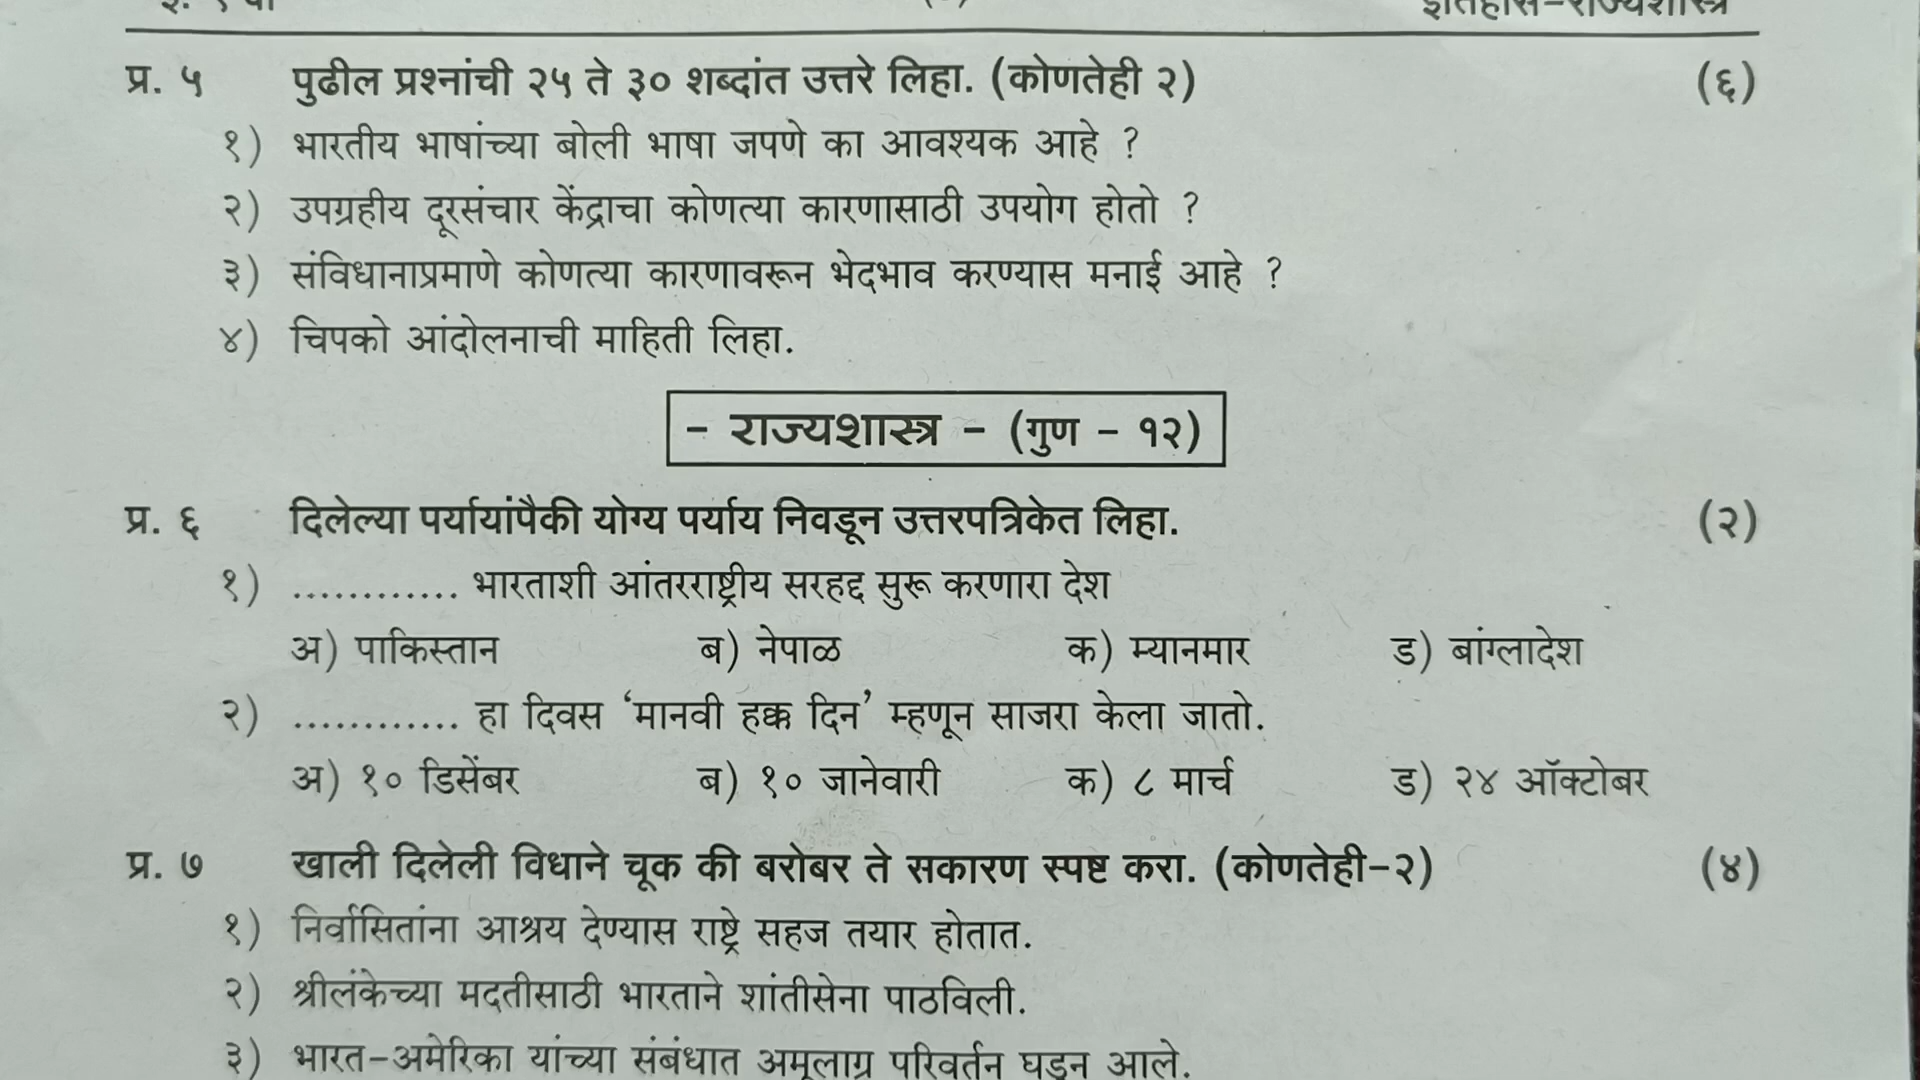 इतिहास-राज्यशास्त्र
प्र. ५ पुढील प्रश्नांची २५ ते ३० शब्दांत उत्तरे लिहा. (कोणतेही २) (६)
१) भारतीय भाषांच्या बोली भाषा जपणे का आवश्यक आहे ?
२) उपग्रहीय दूरसंचार केंद्राचा कोणत्या कारणासाठी उपयोग होतो ?
३) संविधानाप्रमाणे कोणत्या कारणावरून भेदभाव करण्यास मनाई आहे ?
४) चिपको आंदोलनाची माहिती लिहा.
- राज्यशास्त्र - (गुण - १२)
प्र. ६ दिलेल्या पर्यायांपैकी योग्य पर्याय निवडून उत्तरपत्रिकेत लिहा. (२)
१) ............ भारताशी आंतरराष्ट्रीय सरहद्द सुरू करणारा देश
अ) पाकिस्तान ब) नेपाळ क) म्यानमार ड) बांग्लादेश
२) ............ हा दिवस ‘मानवी हक्क दिन’ म्हणून साजरा केला जातो.
अ) १० डिसेंबर ब) १० जानेवारी क) ८ मार्च ड) २४ ऑक्टोबर
प्र. ७ खाली दिलेली विधाने चूक की बरोबर ते सकारण स्पष्ट करा. (कोणतेही-२) (४)
१) निर्वासितांना आश्रय देण्यास राष्ट्रे सहज तयार होतात.
२) श्रीलंकेच्या मदतीसाठी भारताने शांतीसेना पाठविली.
३) भारत-अमेरिका यांच्या संबंधात अमूलाग्र परिवर्तन घडून आले.